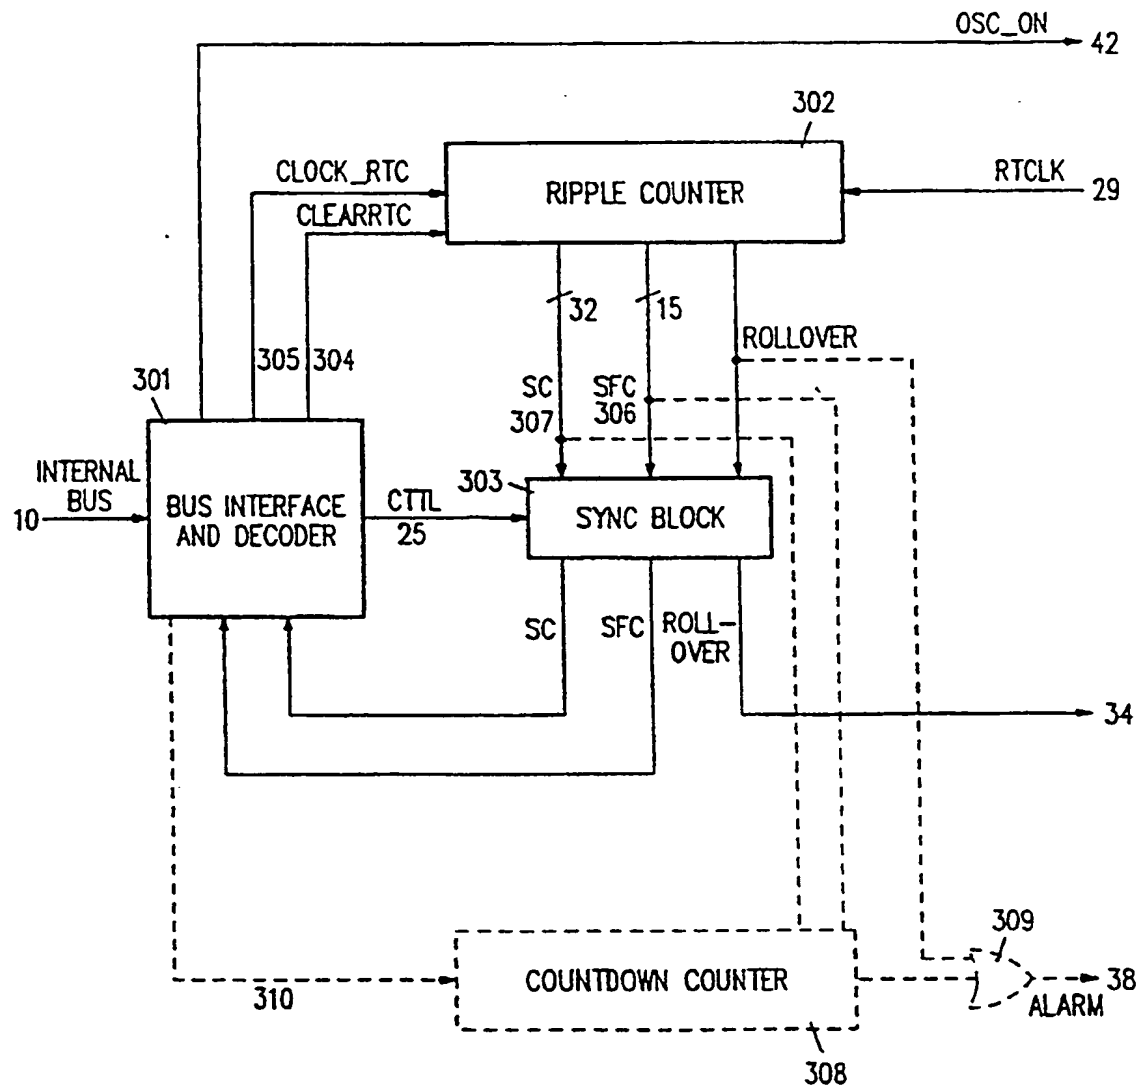 OSC_ON
42
302
CLOCK_RTC
RIPPLE COUNTER
RTCLK
29
CLEARRTC
32
15
ROLLOVER
305
304
301
SC
307
SFC
306
INTERNAL
BUS
10
303
BUS INTERFACE
AND DECODER
CTTL
25
SYNC BLOCK
SC
SFC
ROLL-
OVER
34
309
310
COUNTDOWN COUNTER
38
ALARM
308